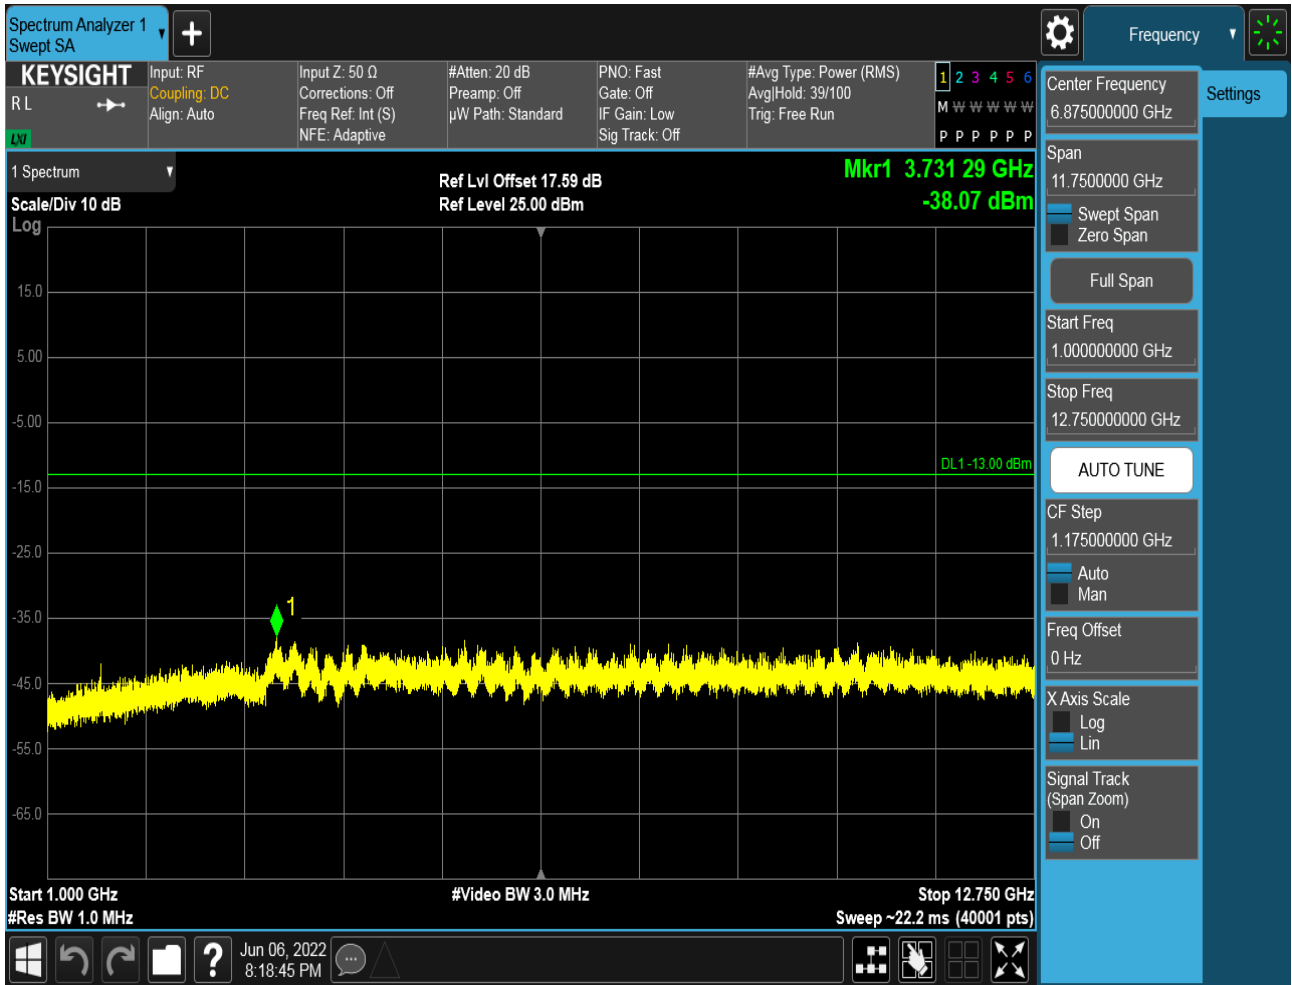 Spectrum Analyzer 1
Swept SA
+
Frequency
KEYSIGHT
R L
LXI
Input: RF
Coupling: DC
Align: Auto
Input Z: 50 Ω
Corrections: Off
Freq Ref: Int (S)
NFE: Adaptive
#Atten: 20 dB
Preamp: Off
µW Path: Standard
PNO: Fast
Gate: Off
IF Gain: Low
Sig Track: Off
#Avg Type: Power (RMS)
Avg|Hold: 39/100
Trig: Free Run
1 2 3 4 5 6
M W W W W W
P P P P P P
1 Spectrum
Scale/Div 10 dB
Log
Ref Lvl Offset 17.59 dB
Ref Level 25.00 dBm
Mkr1 3.731 29 GHz
-38.07 dBm
15.0
5.00
-5.00
-15.0
-25.0
-35.0
-45.0
-55.0
-65.0
DL1 -13.00 dBm
1
Start 1.000 GHz
#Res BW 1.0 MHz
#Video BW 3.0 MHz
Stop 12.750 GHz
Sweep ~22.2 ms (40001 pts)
?
Jun 06, 2022
8:18:45 PM
Center Frequency
6.875000000 GHz
Span
11.7500000 GHz
Swept Span
Zero Span
Full Span
Start Freq
1.000000000 GHz
Stop Freq
12.750000000 GHz
AUTO TUNE
CF Step
1.175000000 GHz
Auto
Man
Freq Offset
0 Hz
X Axis Scale
Log
Lin
Signal Track
(Span Zoom)
On
Off
Settings